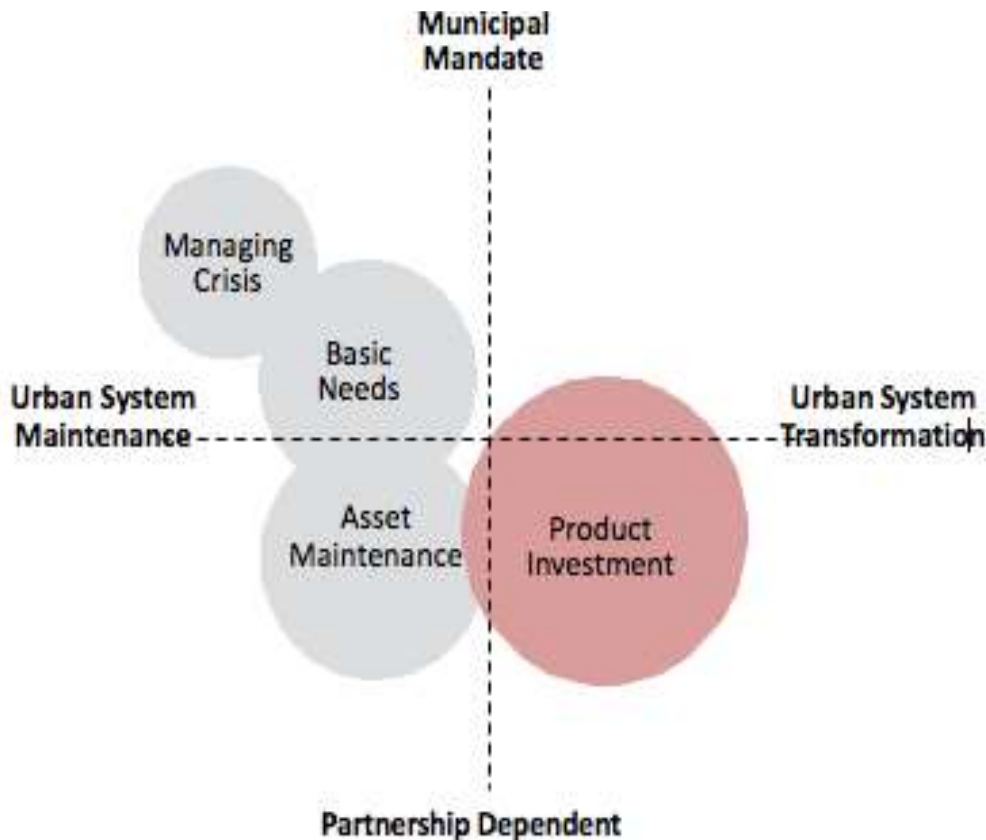 Municipal
Mandate
Managing
Crisis
Basic
Needs
Urban System
Maintenance
Urban System
Transformation
Asset
Maintenance
Product
Investment
Partnership Dependent